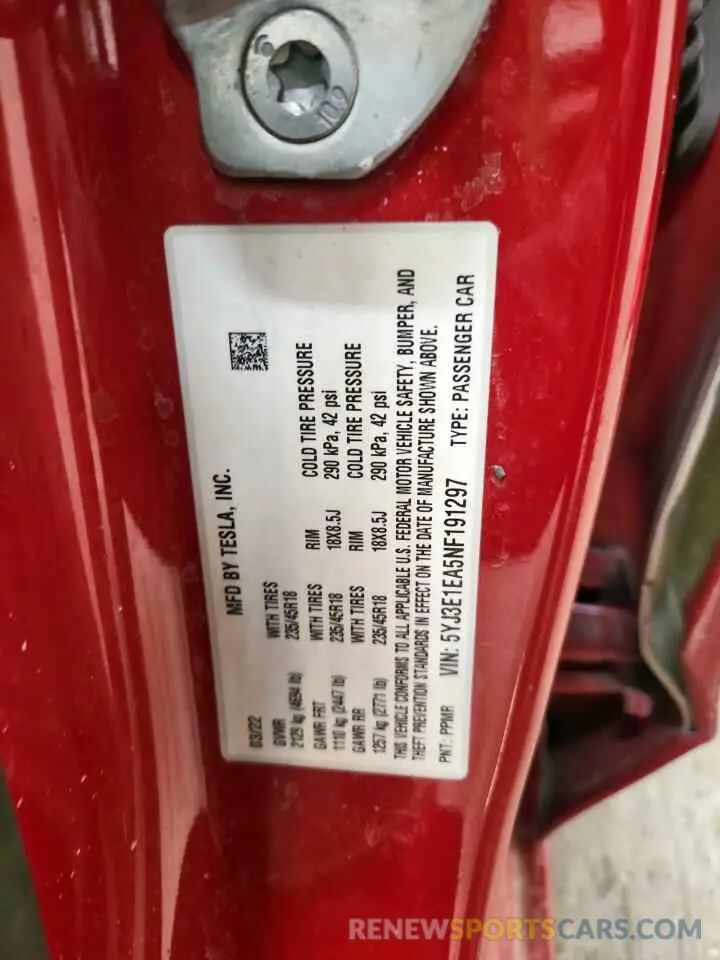 10.9
MFD BY TESLA, INC.
03/22
GVWR WITH TIRES
2129 kg (4694 lb) 235/45R18
GAWR FRT WITH TIRES RIM COLD TIRE PRESSURE
1110 kg (2447 lb) 235/45R18 18X8.5J 290 kPa, 42 psi
GAWR RR WITH TIRES RIM COLD TIRE PRESSURE
1257 kg (2771 lb) 235/45R18 18X8.5J 290 kPa, 42 psi
THIS VEHICLE CONFORMS TO ALL APPLICABLE U.S. FEDERAL MOTOR VEHICLE SAFETY, BUMPER, AND
THEFT PREVENTION STANDARDS IN EFFECT ON THE DATE OF MANUFACTURE SHOWN ABOVE.
PNT: PPMR VIN: 5YJ3E1EA5NF191297 TYPE: PASSENGER CAR
RENEWSPORTSCARS.COM